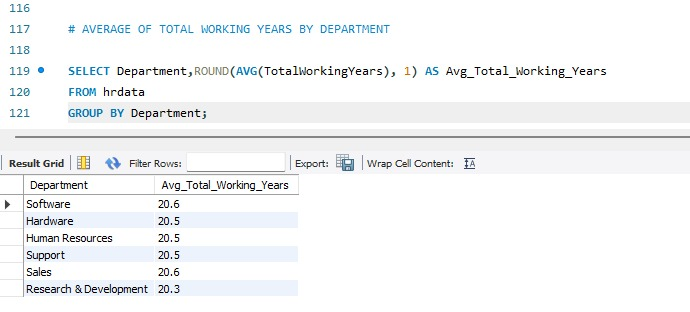 116
117 # AVERAGE OF TOTAL WORKING YEARS BY DEPARTMENT
118
119 SELECT Department,ROUND(AVG(TotalWorkingYears), 1) AS Avg_Total_Working_Years
120 FROM hrdata
121 GROUP BY Department;
Result Grid Filter Rows: Export: Wrap Cell Content:
Department Avg_Total_Working_Years
Software 20.6
Hardware 20.5
Human Resources 20.5
Support 20.5
Sales 20.6
Research & Development 20.3